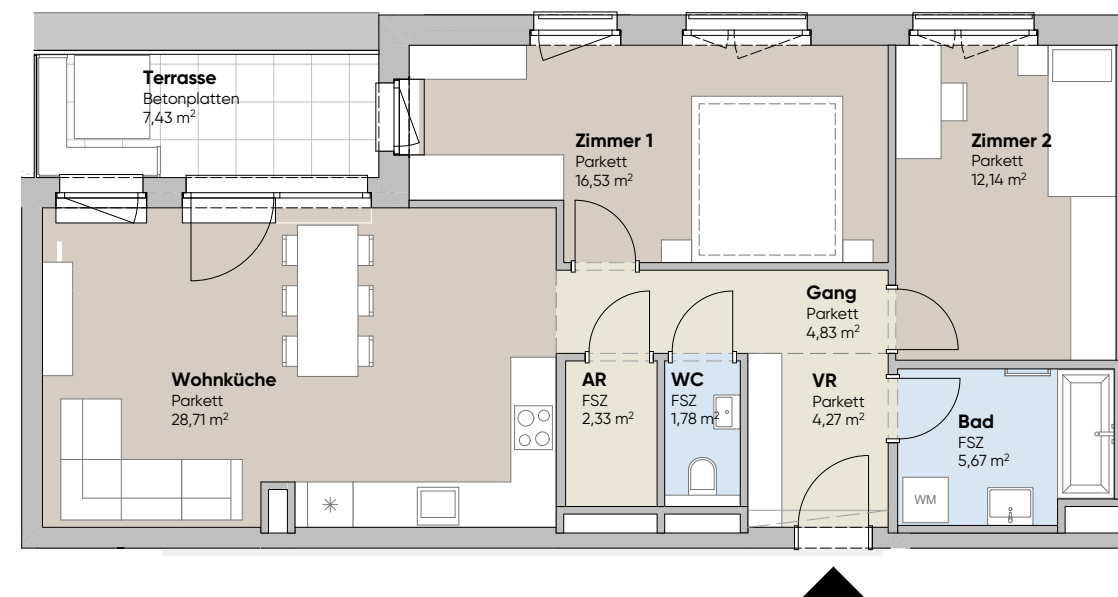 Terrasse
Betonplatten
7,43 m²
Zimmer 1
Parkett
16,53 m²
Zimmer 2
Parkett
12,14 m²
Gang
Parkett
4,83 m²
Wohnküche
Parkett
28,71 m²
AR
FSZ
2,33 m²
WC
FSZ
1,78 m²
VR
Parkett
4,27 m²
Bad
FSZ
5,67 m²
WM